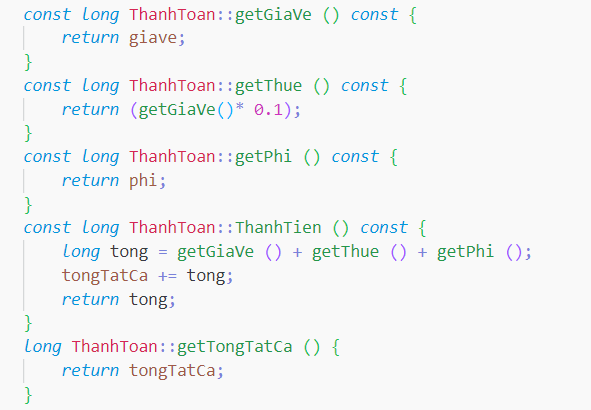 const long ThanhToan::getGiaVe () const {
    return giave;
}
const long ThanhToan::getThue () const {
    return (getGiaVe()* 0.1);
}
const long ThanhToan::getPhi () const {
    return phi;
}
const long ThanhToan::ThanhTien () const {
    long tong = getGiaVe () + getThue () + getPhi ();
    tongTatCa += tong;
    return tong;
}
long ThanhToan::getTongTatCa () {
    return tongTatCa;
}